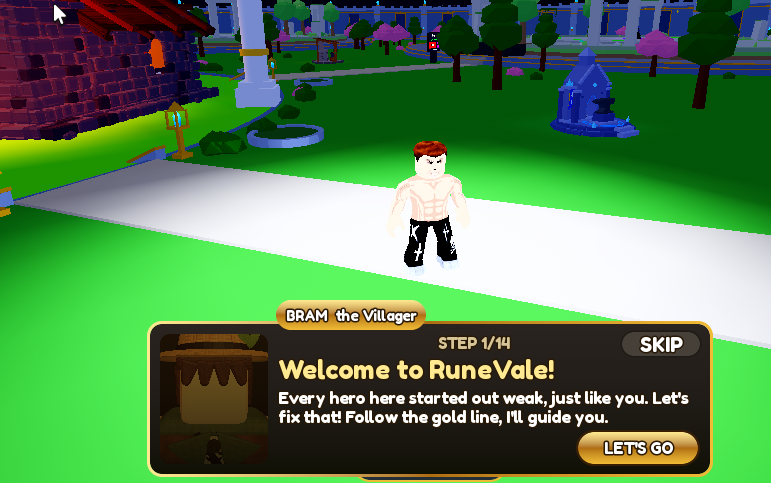 BRAM the Villager
STEP 1/14
SKIP
Welcome to RuneVale!
Every hero here started out weak, just like you. Let's
fix that! Follow the gold line, I'll guide you.
LET'S GO